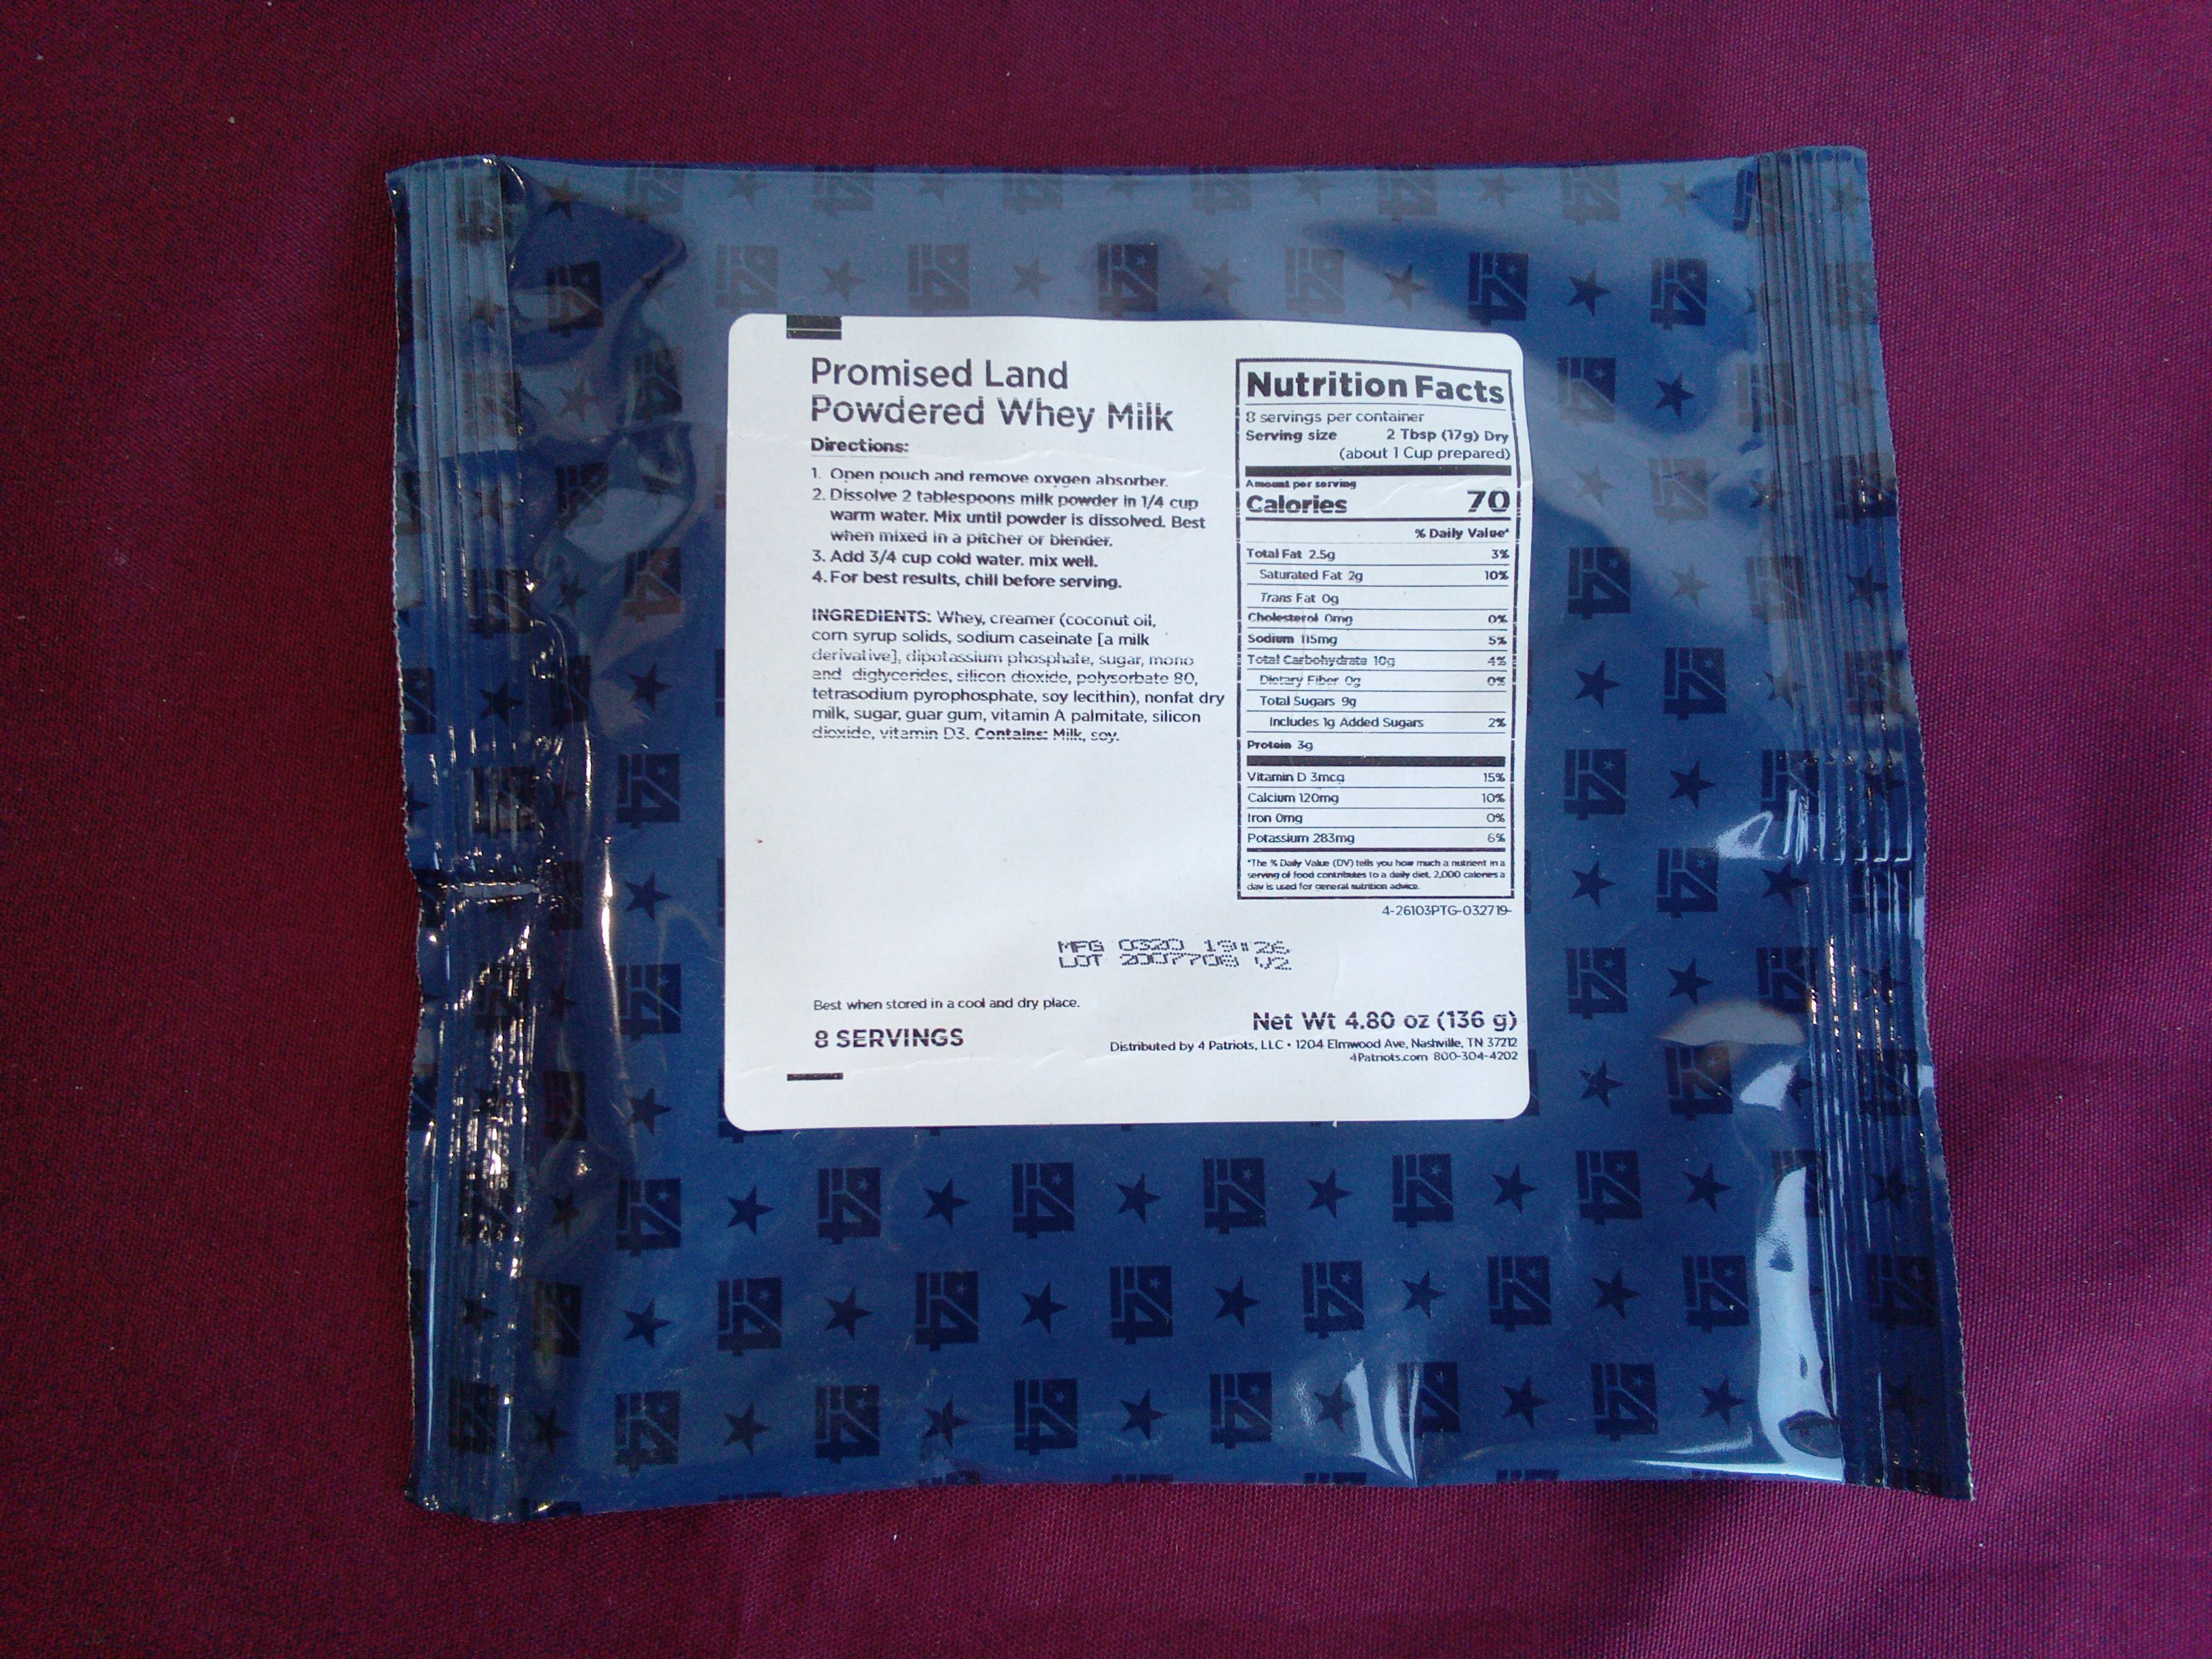 Promised Land
Powdered Whey Milk
Directions:
1. Open pouch and remove oxygen absorber.
2. Dissolve 2 tablespoons milk powder in 1/4 cup
warm water. Mix until powder is dissolved. Best
when mixed in a pitcher or blender.
3. Add 3/4 cup cold water. mix well.
4. For best results, chill before serving.
INGREDIENTS: Whey, creamer (coconut oil,
corn syrup solids, sodium caseinate [a milk
derivative], dipotassium phosphate, sugar, mono
and diglycerides, silicon dioxide, polysorbate 80,
tetrasodium pyrophosphate, soy lecithin), nonfat dry
milk, sugar, guar gum, vitamin A palmitate, silicon
dioxide, vitamin D3. Contains: Milk, soy.
Nutrition Facts
8 servings per container
Serving size 2 Tbsp (17g) Dry
(about 1 Cup prepared)
Amount per serving
Calories 70
% Daily Value*
Total Fat 2.5g 3%
Saturated Fat 2g 10%
Trans Fat 0g
Cholesterol 0mg 0%
Sodium 115mg 5%
Total Carbohydrate 10g 4%
Dietary Fiber 0g 0%
Total Sugars 9g
Includes 1g Added Sugars 2%
Protein 3g
Vitamin D 3mcg 15%
Calcium 120mg 10%
Iron 0mg 0%
Potassium 283mg 6%
*The % Daily Value (DV) tells you how much a nutrient in a
serving of food contributes to a daily diet. 2,000 calories a
day is used for general nutrition advice.
4-26103PTG-032719-
MFG 0320
LOT 2007708 V2
Best when stored in a cool and dry place.
8 SERVINGS
Net Wt 4.80 oz (136 g)
Distributed by 4 Patriots, LLC • 1204 Elmwood Ave, Nashville, TN 37212
4Patriots.com 800-304-4202